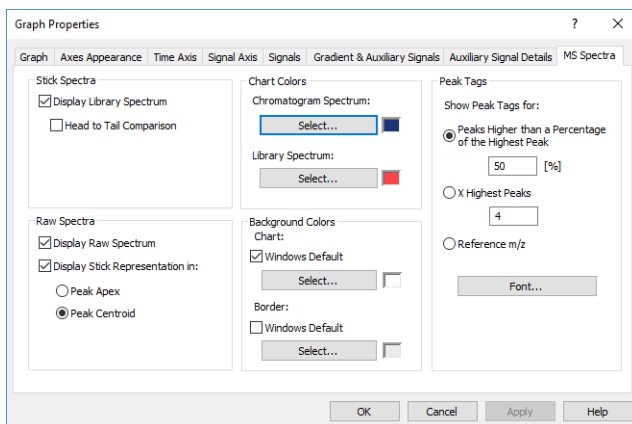 Graph Properties
? ×
Graph Axes Appearance Time Axis Signal Axis Signals Gradient & Auxiliary Signals Auxiliary Signal Details MS Spectra
Stick Spectra
Display Library Spectrum
Head to Tail Comparison
Raw Spectra
Display Raw Spectrum
Display Stick Representation in:
Peak Apex
Peak Centroid
Chart Colors
Chromatogram Spectrum:
Select...
Library Spectrum:
Select...
Background Colors
Chart:
Windows Default
Select...
Border:
Windows Default
Select...
Peak Tags
Show Peak Tags for:
Peaks Higher than a Percentage
of the Highest Peak
50 [%]
X Highest Peaks
4
Reference m/z
Font...
OK Cancel Apply Help